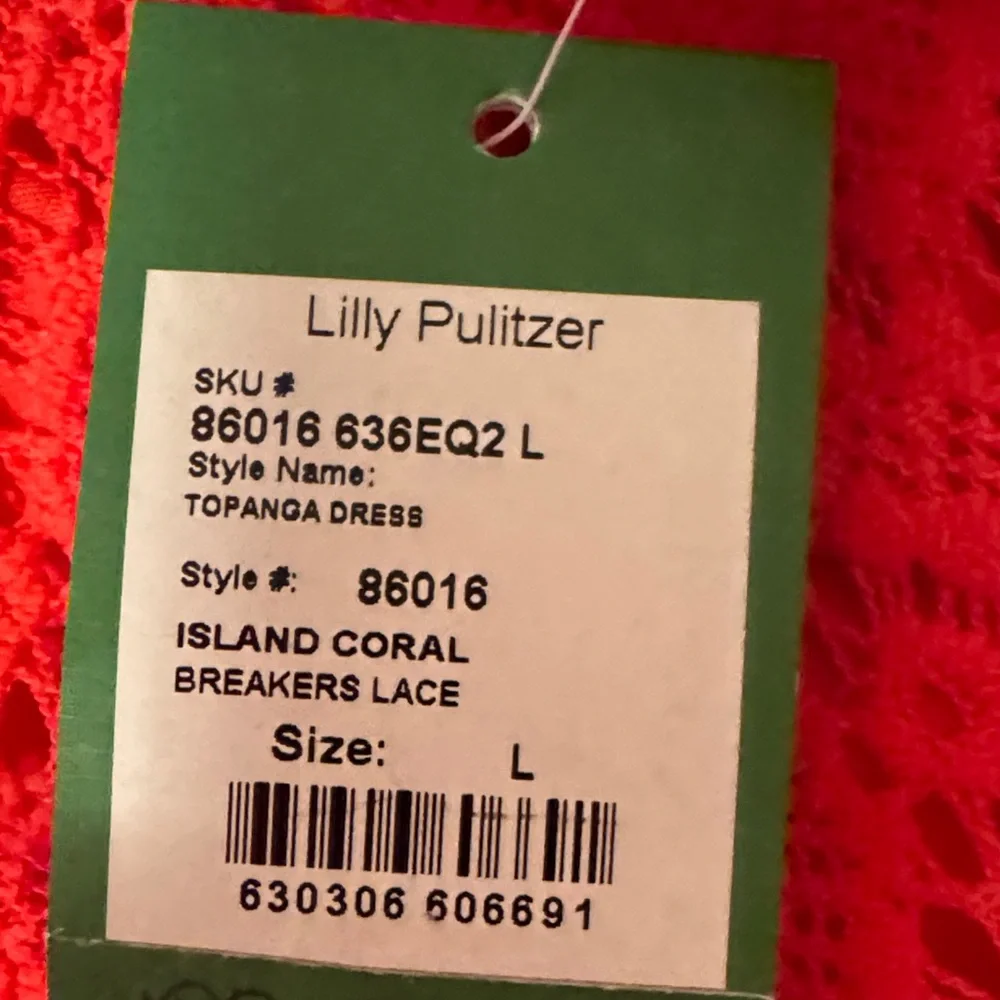 Lilly Pulitzer
SKU #
86016 636EQ2 L
Style Name:
TOPANGA DRESS
Style #: 86016
ISLAND CORAL
BREAKERS LACE
Size: L
630306 606691